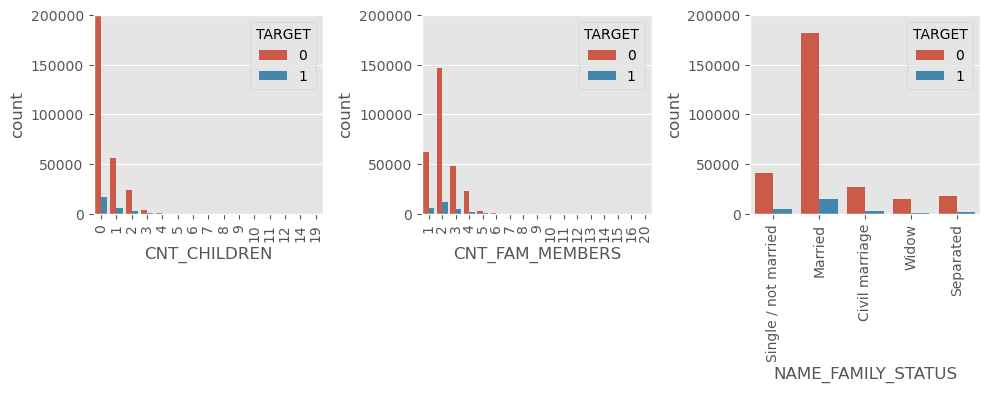 200000
150000
100000
50000
0
count
TARGET
0
1
0 1 2 3 4 5 6 7 8 9 10 11 12 14 19
CNT_CHILDREN
200000
150000
100000
50000
0
count
TARGET
0
1
1 2 3 4 5 6 7 8 9 10 11 12 13 14 15 16 20
CNT_FAM_MEMBERS
200000
150000
100000
50000
0
count
TARGET
0
1
Single / not married
Married
Civil marriage
Widow
Separated
NAME_FAMILY_STATUS